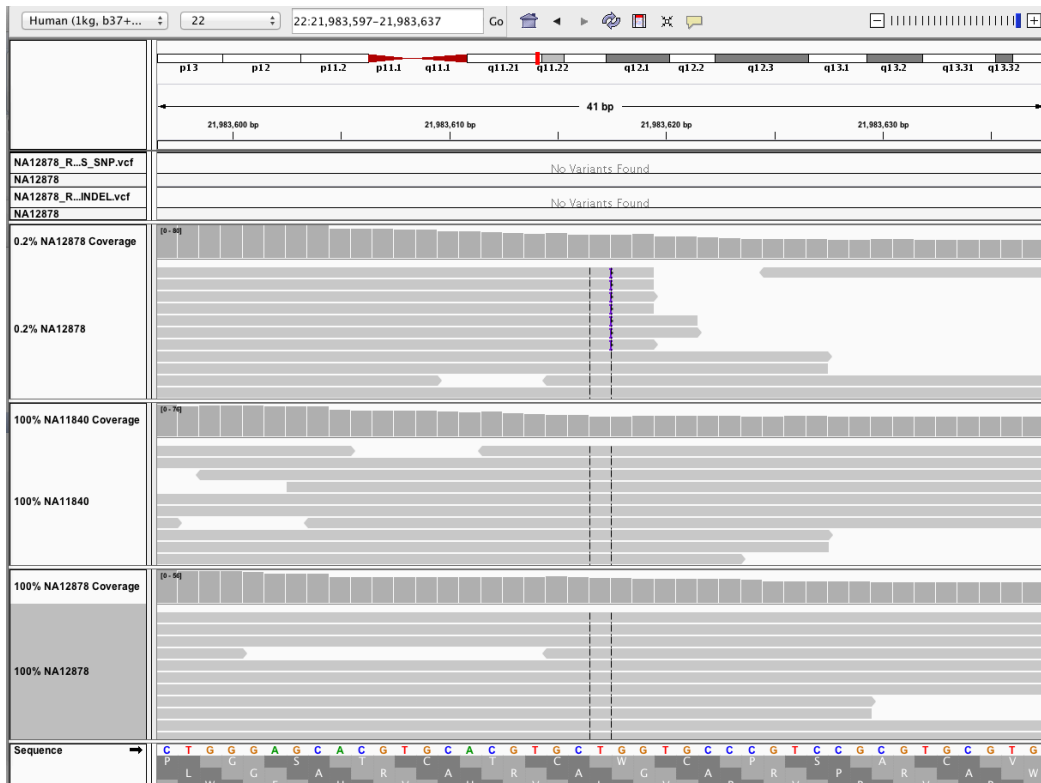 Human (1kg, b37+... 22 22:21,983,597-21,983,637 Go
p13 p12 p11.2 p11.1 q11.1 q11.21 q11.22 q12.1 q12.2 q12.3 q13.1 q13.2 q13.31 q13.32
41 bp
21,983,600 bp 21,983,610 bp 21,983,620 bp 21,983,630 bp
NA12878_R...S_SNP.vcf
No Variants Found
NA12878
NA12878_R...INDEL.vcf
No Variants Found
NA12878
[0 - 80]
0.2% NA12878 Coverage
0.2% NA12878
[0 - 76]
100% NA11840 Coverage
100% NA11840
[0 - 56]
100% NA12878 Coverage
100% NA12878
Sequence C T G G G A G C A C G T G C A C G T G C T G G T G C C C G T C C G C G T G C G T G
P G S T C T C W C P S A C V
L G A R A R G A R R A W